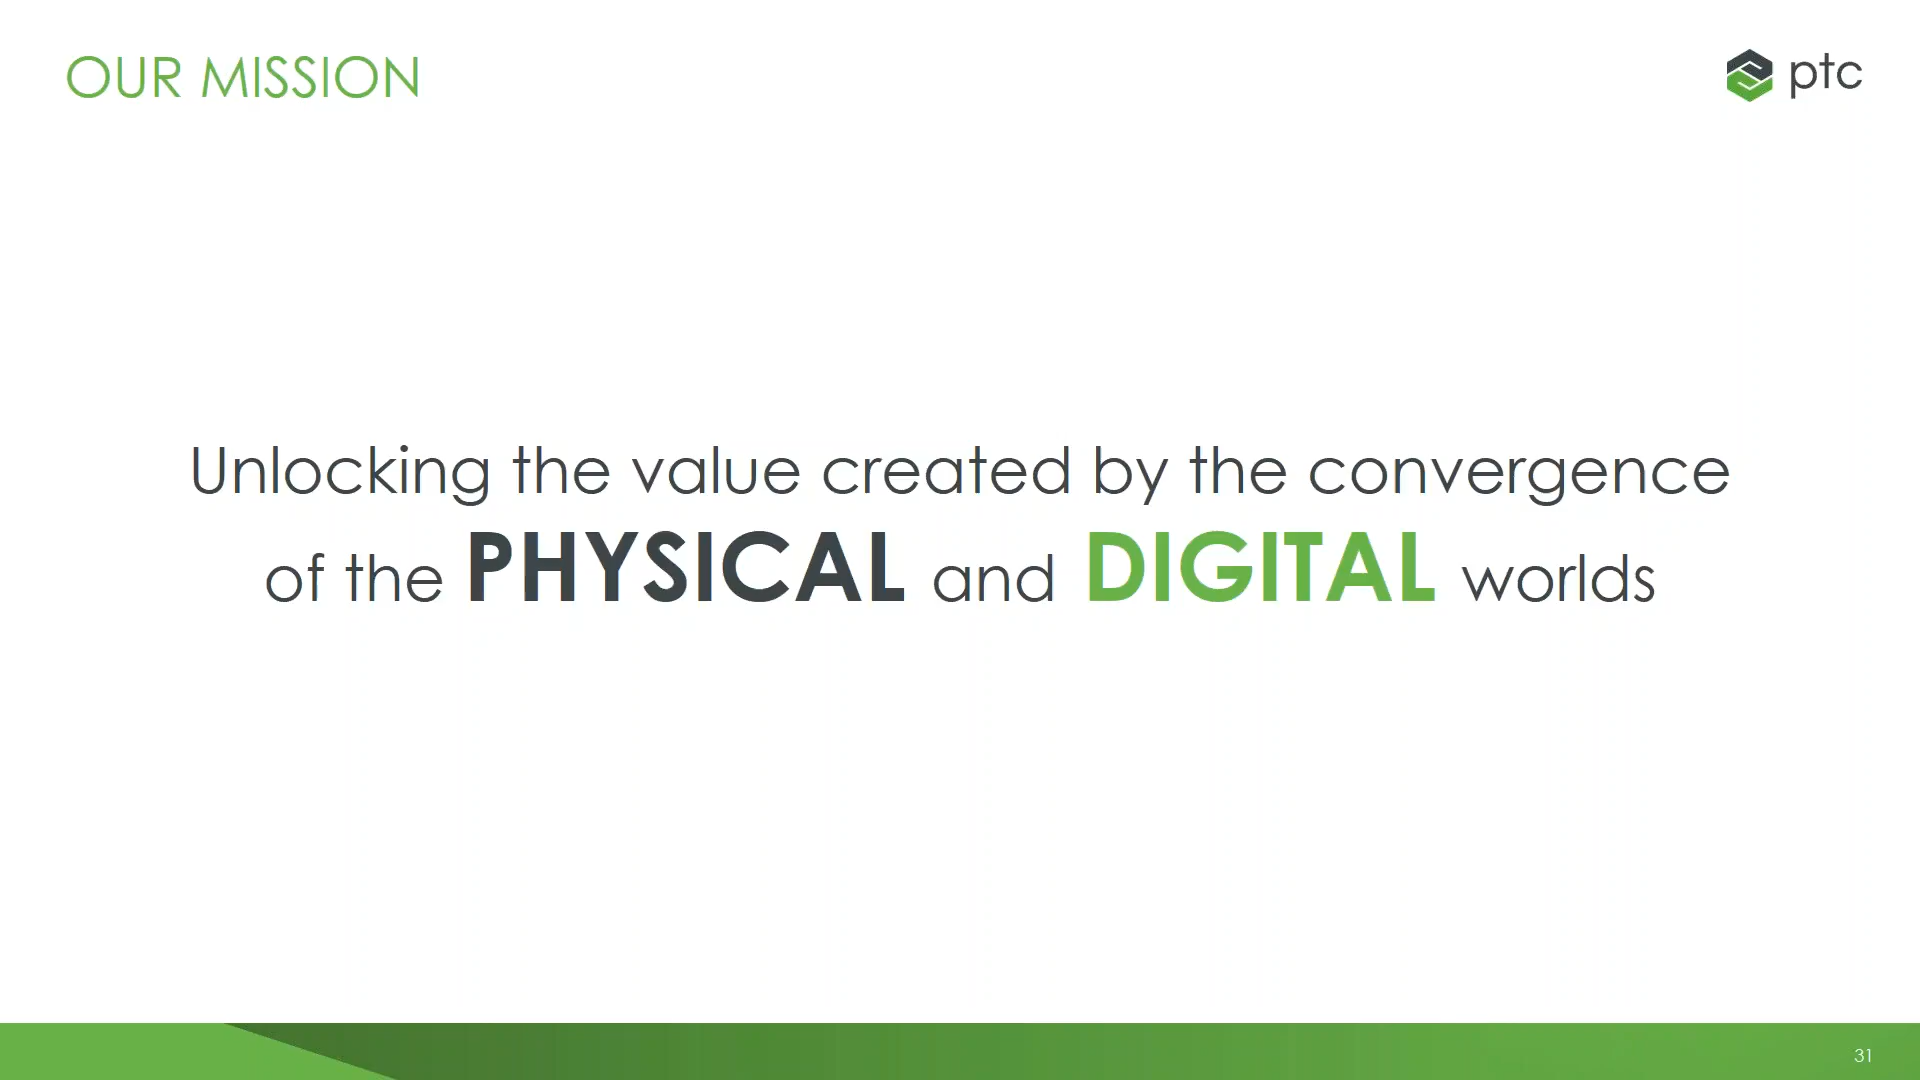 OUR MISSION
ptc
Unlocking the value created by the convergence
of the PHYSICAL and DIGITAL worlds
31